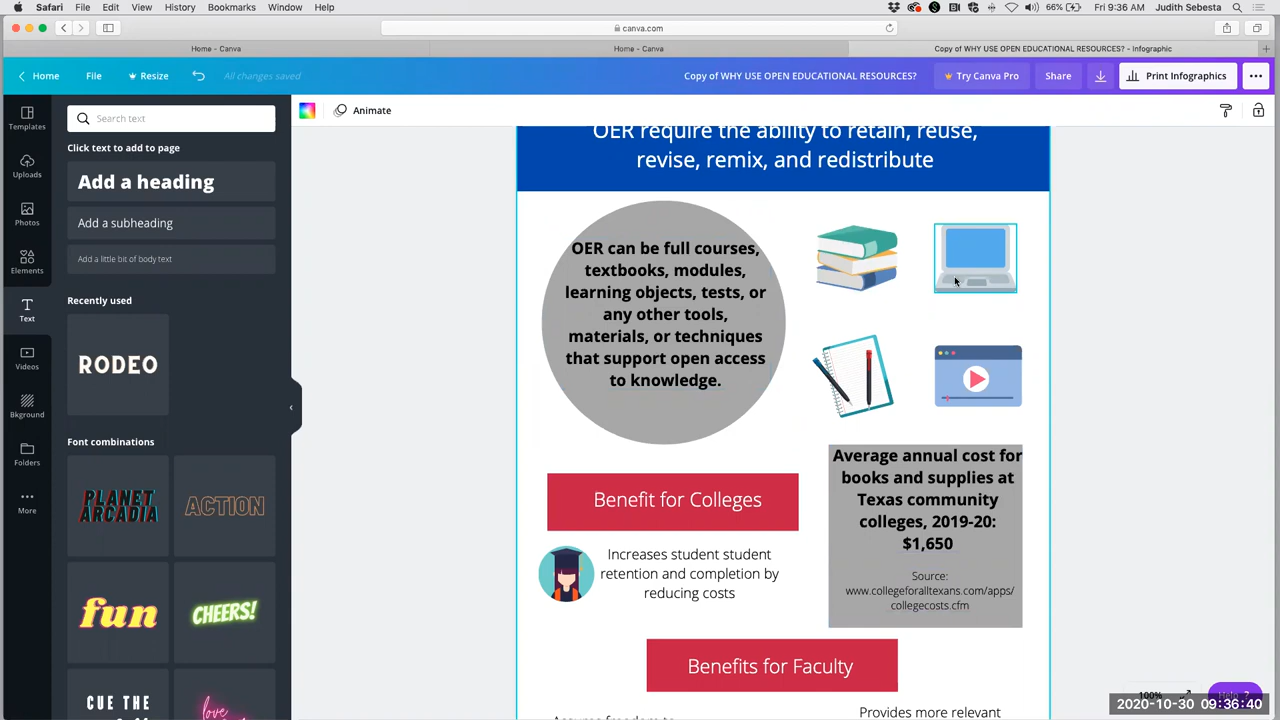 Safari File Edit View History Bookmarks Window Help
66% Fri 9:36 AM Judith Sebesta
canva.com
Home - Canva
Home - Canva
Copy of WHY USE OPEN EDUCATIONAL RESOURCES? - Infographic
Home File Resize All changes saved
Copy of WHY USE OPEN EDUCATIONAL RESOURCES? Try Canva Pro Share Print Infographics
Templates
Uploads
Photos
Elements
Text
Videos
Bkground
Folders
More
Search text
Click text to add to page
Add a heading
Add a subheading
Add a little bit of body text
Recently used
RODEO
Font combinations
PLANET
ARCADIA
ACTION
fun
CHEERS!
CUE THE
love
Animate
OER require the ability to retain, reuse,
revise, remix, and redistribute
OER can be full courses,
textbooks, modules,
learning objects, tests, or
any other tools,
materials, or techniques
that support open access
to knowledge.
Benefit for Colleges
Increases student student
retention and completion by
reducing costs
Average annual cost for
books and supplies at
Texas community
colleges, 2019-20:
$1,650
Source:
www.collegeforalltexans.com/apps/
collegecosts.cfm
Benefits for Faculty
Provides more relevant
100%
Help ?
2020-10-30 09:36:40